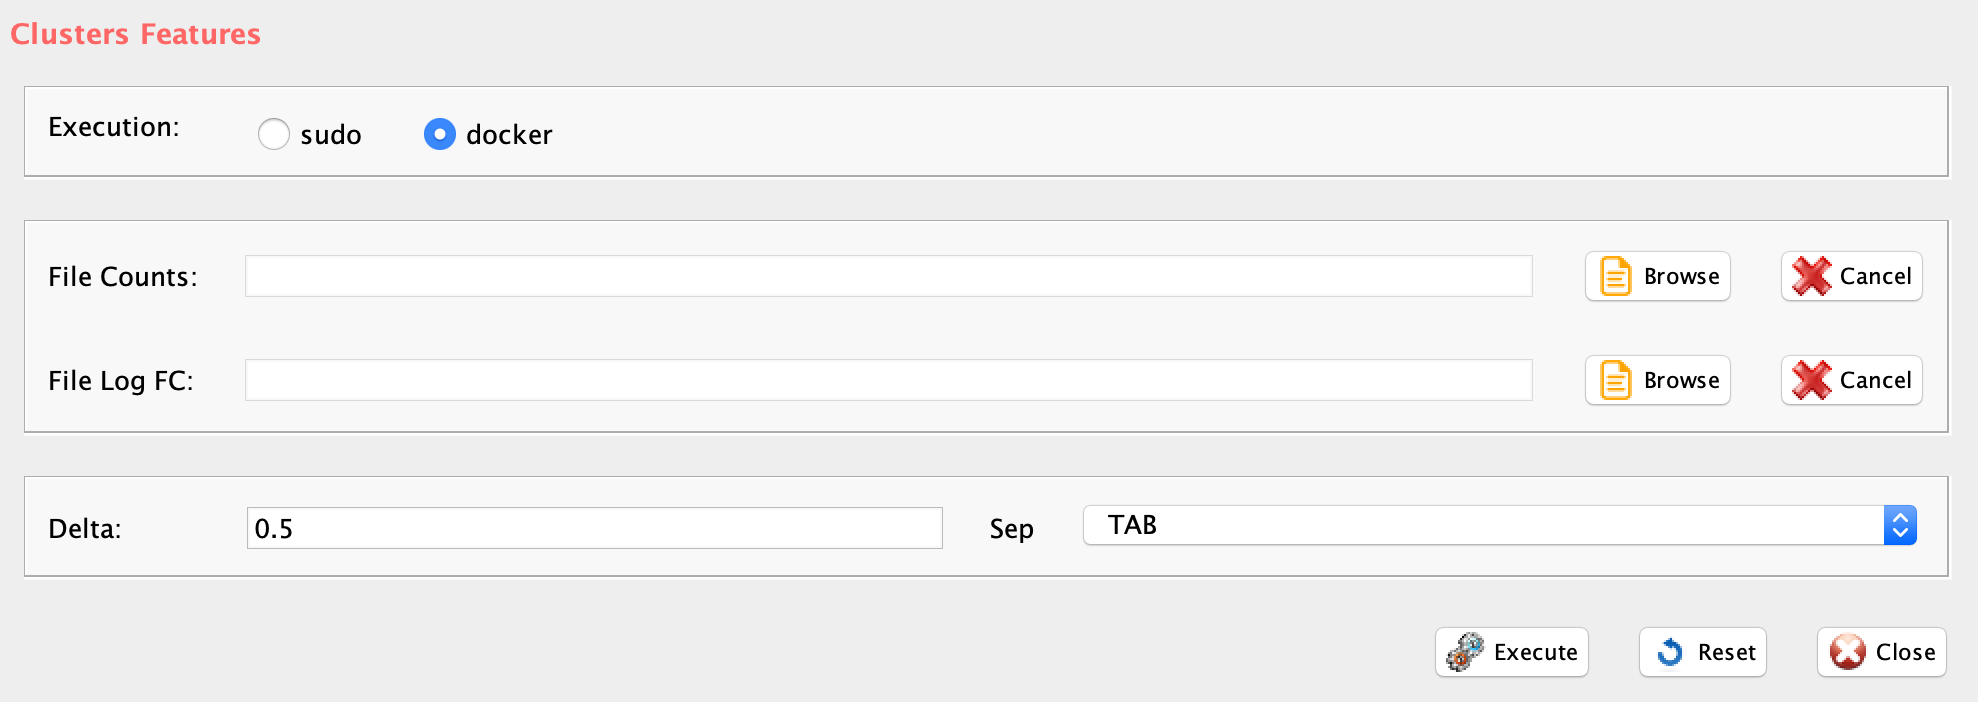 Clusters Features
Execution: sudo docker
File Counts: Browse Cancel
File Log FC: Browse Cancel
Delta: 0.5 Sep TAB
Execute Reset Close